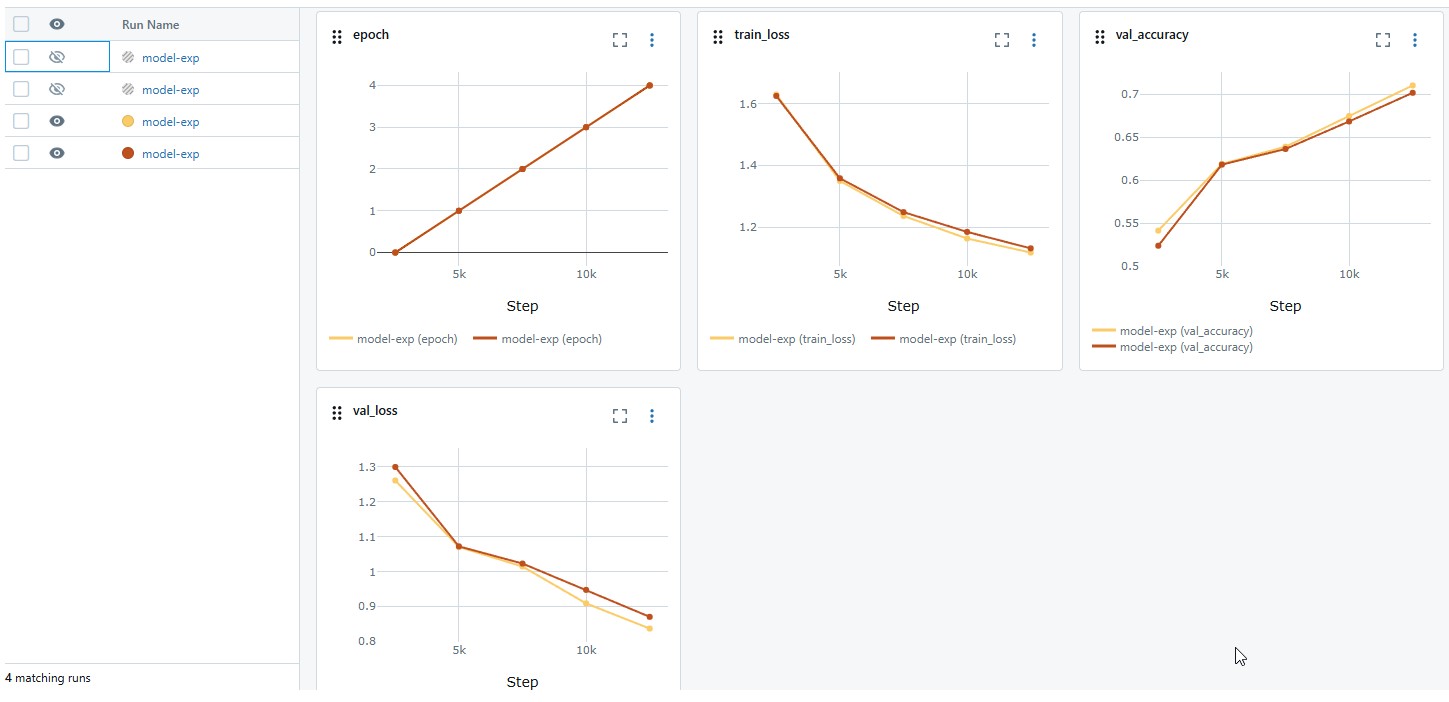 Run Name
model-exp
model-exp
model-exp
model-exp
4 matching runs
epoch
4
3
2
1
0
5k 10k
Step
model-exp (epoch) model-exp (epoch)
train_loss
1.6
1.4
1.2
5k 10k
Step
model-exp (train_loss) model-exp (train_loss)
val_accuracy
0.7
0.65
0.6
0.55
0.5
5k 10k
Step
model-exp (val_accuracy)
model-exp (val_accuracy)
val_loss
1.3
1.2
1.1
1
0.9
0.8
5k 10k
Step